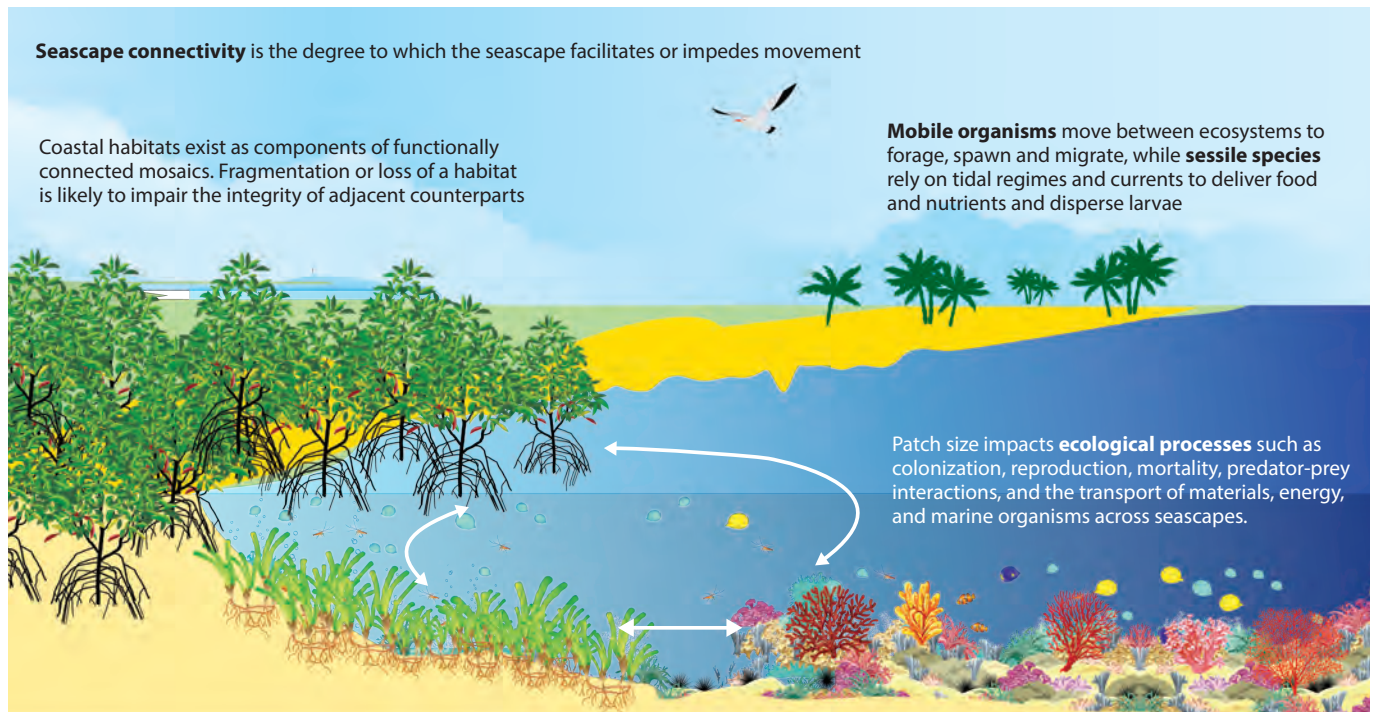 Seascape connectivity is the degree to which the seascape facilitates or impedes movement
Coastal habitats exist as components of functionally
connected mosaics. Fragmentation or loss of a habitat
is likely to impair the integrity of adjacent counterparts
Mobile organisms move between ecosystems to
forage, spawn and migrate, while sessile species
rely on tidal regimes and currents to deliver food
and nutrients and disperse larvae
Patch size impacts ecological processes such as
colonization, reproduction, mortality, predator-prey
interactions, and the transport of materials, energy,
and marine organisms across seascapes.